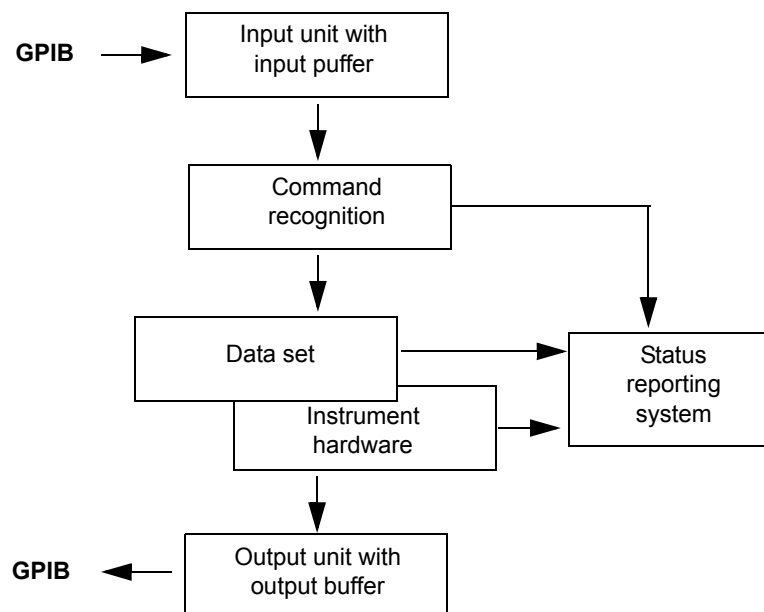 GPIB
Input unit with
input puffer
Command
recognition
Data set
Status
reporting
system
Instrument
hardware
GPIB
Output unit with
output buffer